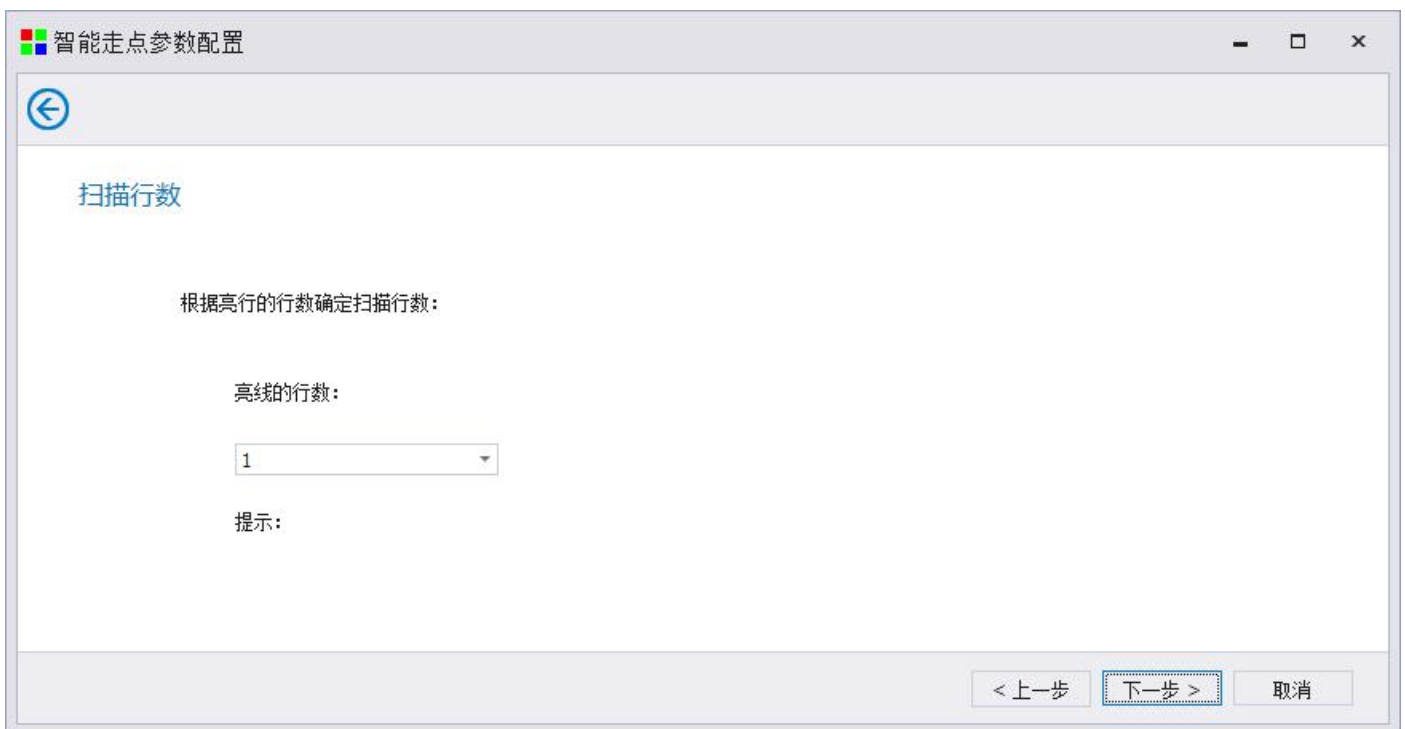 智能走点参数配置
扫描行数
根据亮行的行数确定扫描行数：
亮线的行数：
1
提示：
< 上一步
下一步 >
取消